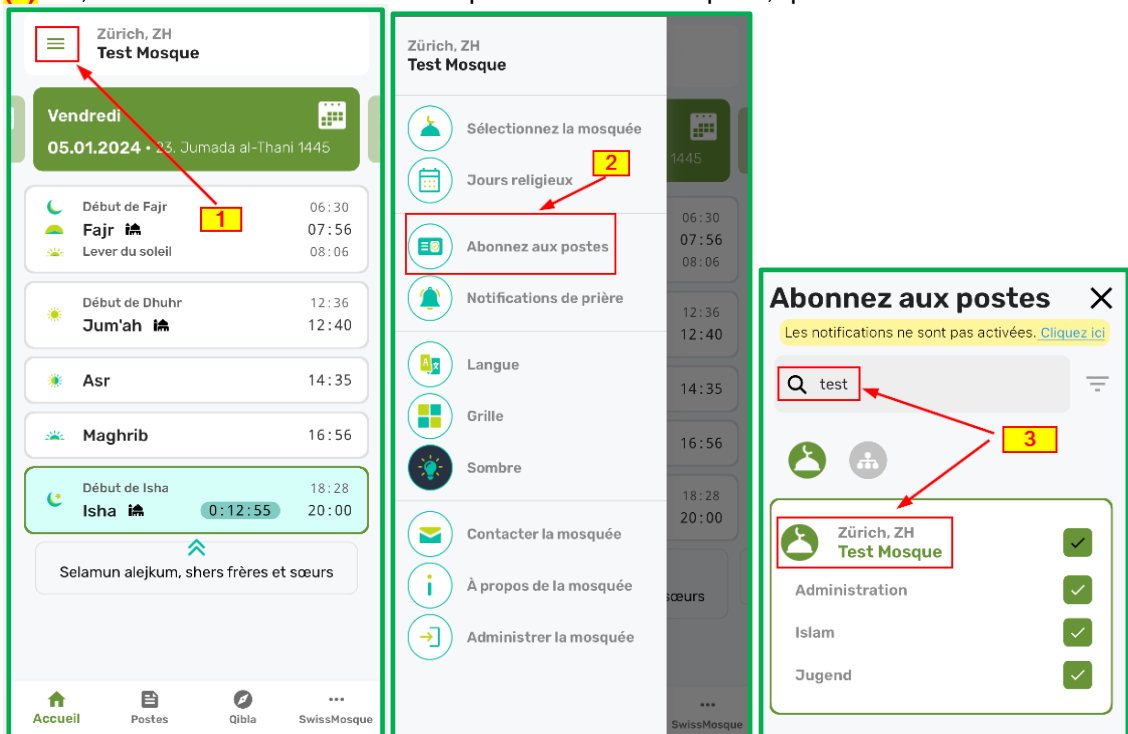 Zürich, ZH
Test Mosque
Vendredi
05.01.2024 • 23. Jumada al-Thani 1445
1
Début de Fajr 06:30
Fajr 07:56
Lever du soleil 08:06
Début de Dhuhr 12:36
Jum'ah 12:40
Asr 14:35
Maghrib 16:56
Début de Isha 18:28
Isha 0:12:55 20:00
Selamun alejkum, shers frères et sœurs
Accueil Postes Qibla SwissMosque
Zürich, ZH
Test Mosque
Sélectionnez la mosquée
Jours religieux
2
Abonnez aux postes
Notifications de prière
Langue
Grille
Sombre
Contacter la mosquée
À propos de la mosquée
Administrer la mosquée
1445
06:30
07:56
08:06
12:36
12:40
14:35
16:56
18:28
20:00
sœurs
SwissMosque
Abonnez aux postes
Les notifications ne sont pas activées. Cliquez ici
test
3
Zürich, ZH
Test Mosque
Administration
Islam
Jugend